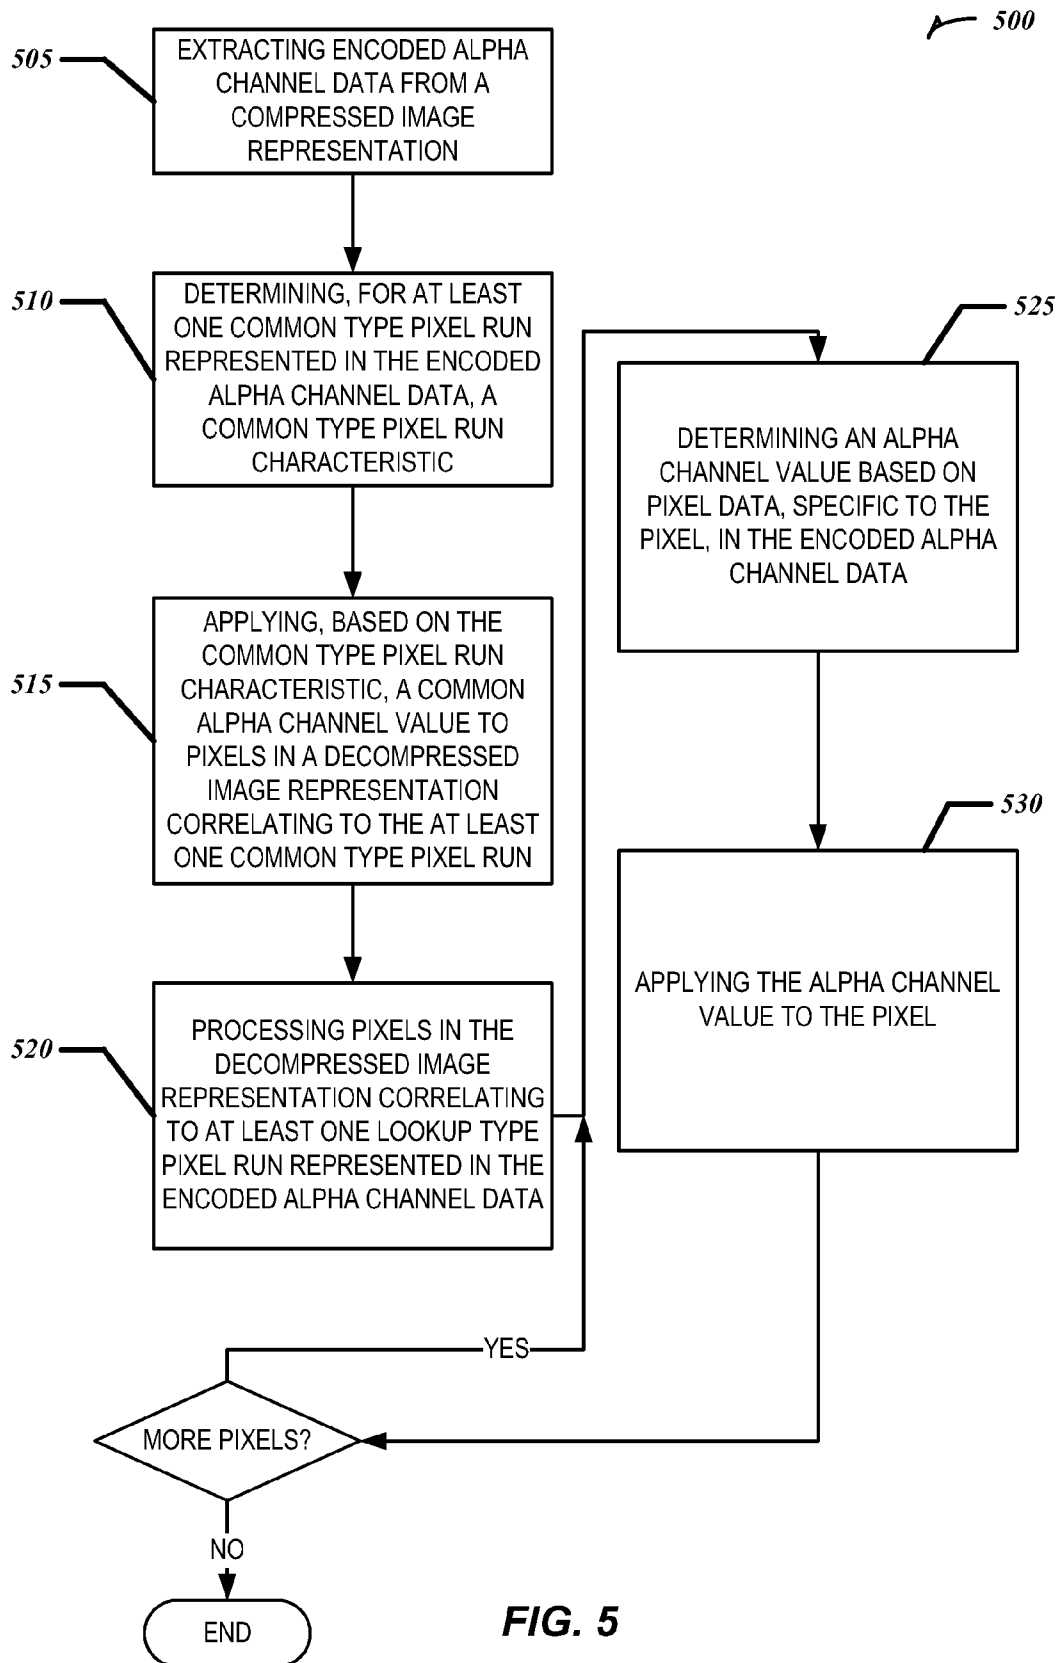 500
505
EXTRACTING ENCODED ALPHA
CHANNEL DATA FROM A
COMPRESSED IMAGE
REPRESENTATION
510
DETERMINING, FOR AT LEAST
ONE COMMON TYPE PIXEL RUN
REPRESENTED IN THE ENCODED
ALPHA CHANNEL DATA, A
COMMON TYPE PIXEL RUN
CHARACTERISTIC
515
APPLYING, BASED ON THE
COMMON TYPE PIXEL RUN
CHARACTERISTIC, A COMMON
ALPHA CHANNEL VALUE TO
PIXELS IN A DECOMPRESSED
IMAGE REPRESENTATION
CORRELATING TO THE AT LEAST
ONE COMMON TYPE PIXEL RUN
520
PROCESSING PIXELS IN THE
DECOMPRESSED IMAGE
REPRESENTATION CORRELATING
TO AT LEAST ONE LOOKUP TYPE
PIXEL RUN REPRESENTED IN THE
ENCODED ALPHA CHANNEL DATA
525
DETERMINING AN ALPHA
CHANNEL VALUE BASED ON
PIXEL DATA, SPECIFIC TO THE
PIXEL, IN THE ENCODED ALPHA
CHANNEL DATA
530
APPLYING THE ALPHA CHANNEL
VALUE TO THE PIXEL
YES
MORE PIXELS?
NO
END
FIG. 5